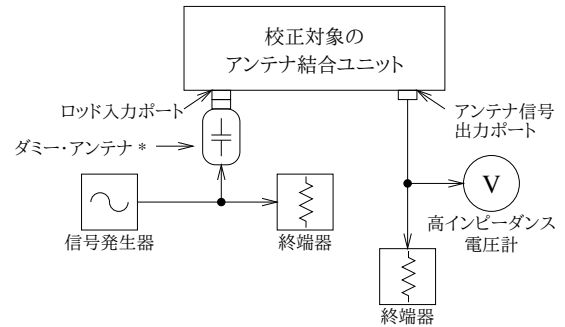 校正対象の
アンテナ結合ユニット
ロッド入力ポート
アンテナ信号
出力ポート
ダミー・アンテナ *
V
高インピーダンス
電圧計
信号発生器
終端器
終端器